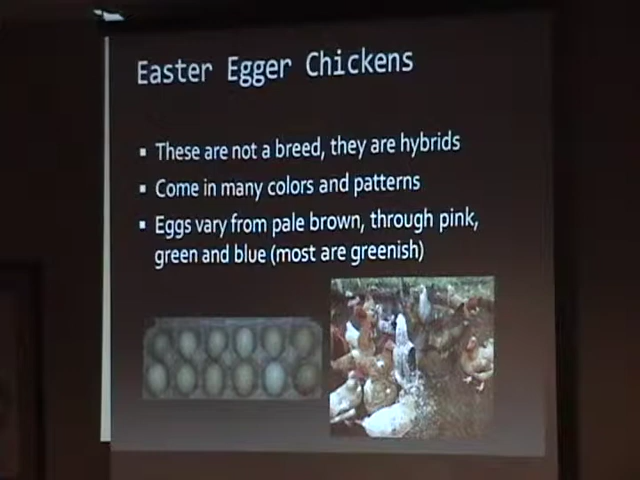 Easter Egger Chickens
▪ These are not a breed, they are hybrids
▪ Come in many colors and patterns
▪ Eggs vary from pale brown, through pink,
green and blue (most are greenish)